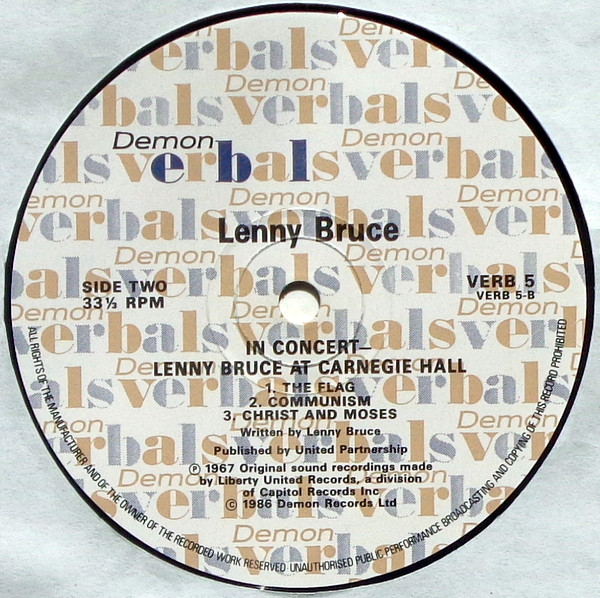 Demon
verbals
Lenny Bruce
SIDE TWO
33⅓ RPM
VERB 5
VERB 5-B
IN CONCERT—
LENNY BRUCE AT CARNEGIE HALL
1. THE FLAG
2. COMMUNISM
3. CHRIST AND MOSES
Written by Lenny Bruce
Published by United Partnership
Ⓟ 1967 Original sound recordings made
by Liberty United Records, a division
of Capitol Records Inc
© 1986 Demon Records Ltd
ALL RIGHTS OF THE MANUFACTURER AND OF THE OWNER OF THE RECORDED WORK RESERVED UNAUTHORISED PUBLIC PERFORMANCE BROADCASTING AND COPYING OF THIS RECORD PROHIBITED